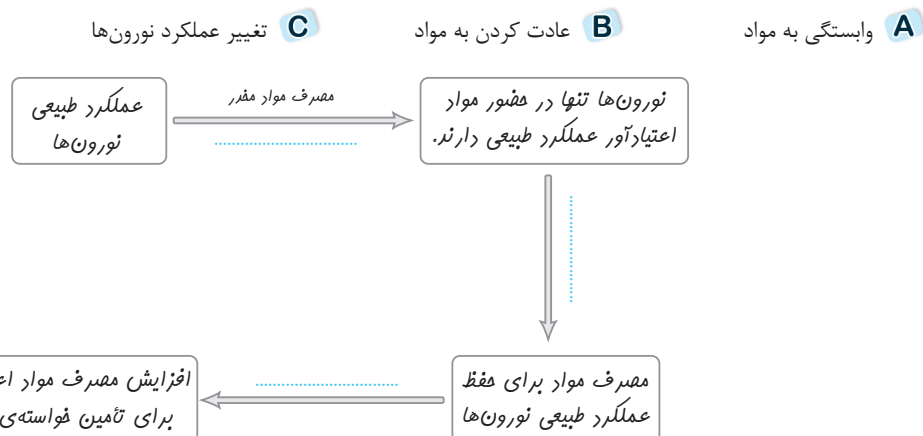 A وابستگی به مواد
B عادت کردن به مواد
C تغییر عملکرد نورون‌ها
عملکرد طبیعی
نورون‌ها
مصرف مواد مخدر
نورون‌ها تنها در حضور مواد
اعتیادآور عملکرد طبیعی دارند.
مصرف مواد برای حفظ
عملکرد طبیعی نورون‌ها
افزایش مصرف مواد
برای تأمین خواسته‌ی